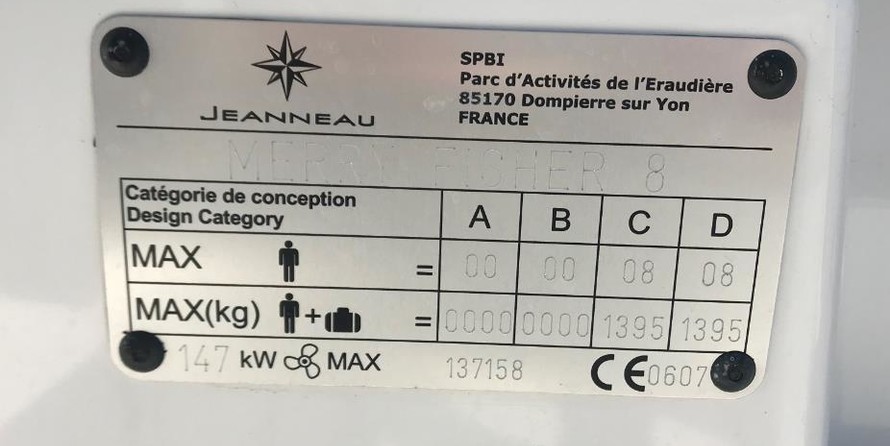 JEANNEAU
SPBI
Parc d'Activités de l'Eraudière
85170 Dompierre sur Yon
FRANCE
MERRY FICHER 8
Catégorie de conception
Design Category A B C D
MAX = 00 00 08 08
MAX(kg) + = 0000 0000 1395 1395
147 kW MAX 137158 CE0607